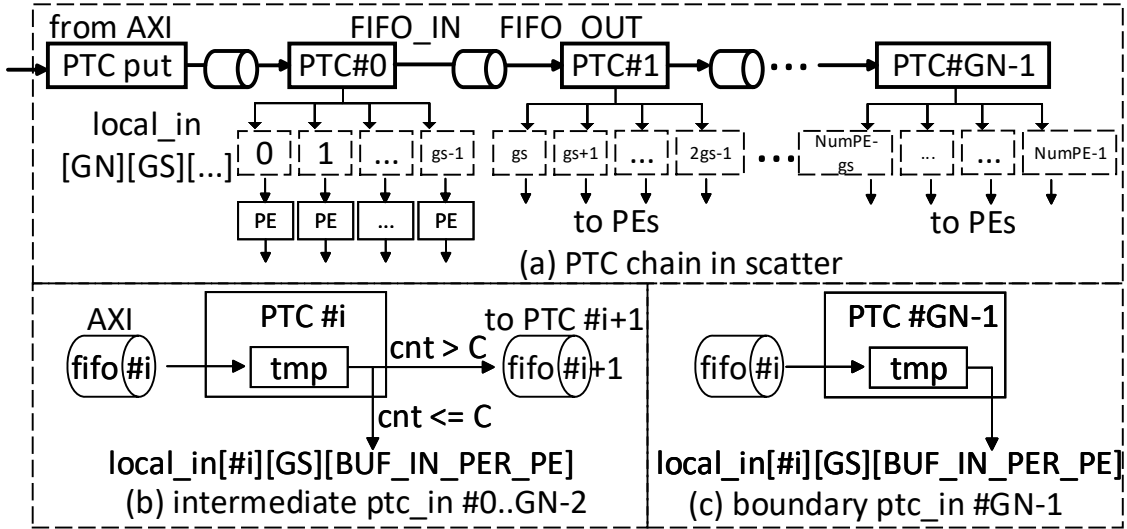 from AXI FIFO_IN FIFO_OUT
PTC put PTC#0 PTC#1 ... PTC#GN-1
local_in
[GN][GS][...]
0 1 ... gs-1 gs gs+1 ... 2gs-1 ... NumPE-gs ... ... NumPE-1
PE PE ... PE to PEs to PEs
(a) PTC chain in scatter
AXI PTC #i to PTC #i+1
fifo #i tmp cnt > C fifo #i+1
cnt <= C
local_in[#i][GS][BUF_IN_PER_PE]
(b) intermediate ptc_in #0..GN-2
PTC #GN-1
fifo #i tmp
local_in[#i][GS][BUF_IN_PER_PE]
(c) boundary ptc_in #GN-1